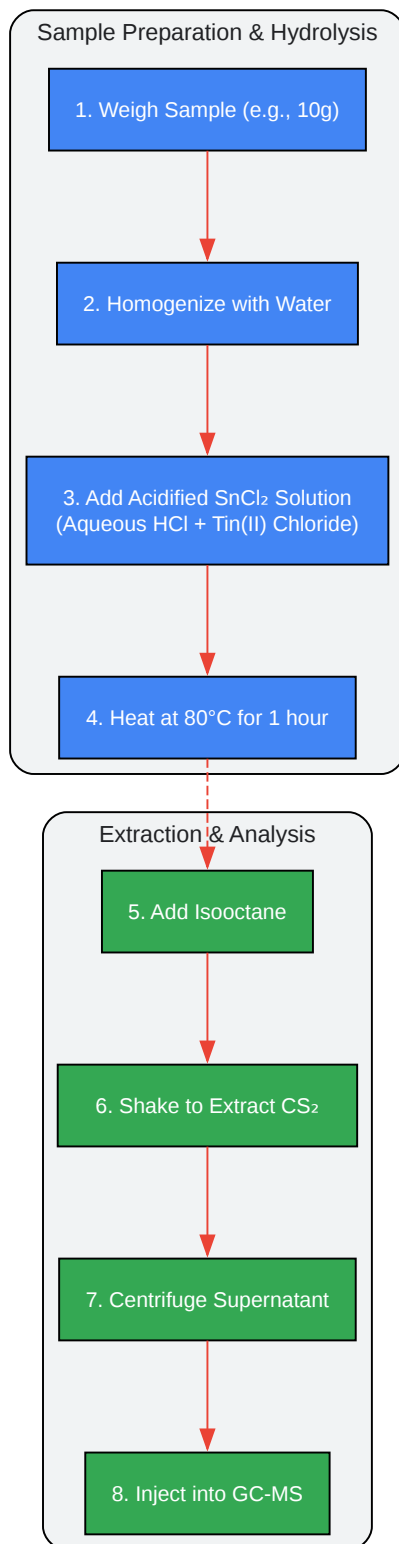 Sample Preparation & Hydrolysis
1. Weigh Sample (e.g., 10g)
2. Homogenize with Water
3. Add Acidified SnCl₂ Solution
(Aqueous HCl + Tin(II) Chloride)
4. Heat at 80°C for 1 hour
Extraction & Analysis
5. Add Isooctane
6. Shake to Extract CS₂
7. Centrifuge Supernatant
8. Inject into GC-MS